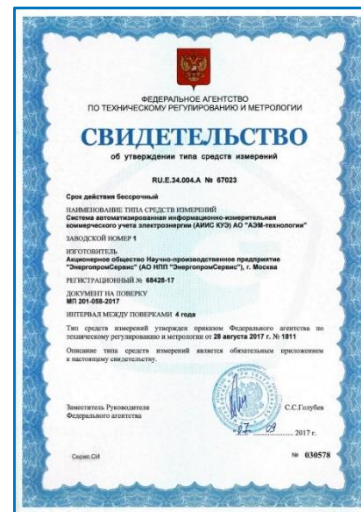 ФЕДЕРАЛЬНОЕ АГЕНТСТВО
ПО ТЕХНИЧЕСКОМУ РЕГУЛИРОВАНИЮ И МЕТРОЛОГИИ
СВИДЕТЕЛЬСТВО
об утверждении типа средств измерений
RU.E.34.004.A № 67023
Срок действия бессрочный
НАИМЕНОВАНИЕ ТИПА СРЕДСТВ ИЗМЕРЕНИЙ
Система автоматизированная информационно-измерительная
коммерческого учета электроэнергии (АИИС КУЭ) АО "АЭМ-технологии"
ЗАВОДСКОЙ НОМЕР 1
ИЗГОТОВИТЕЛЬ
Акционерное общество Научно-производственное предприятие
"ЭнергопромСервис" (АО НПП "ЭнергопромСервис"), г. Москва
РЕГИСТРАЦИОННЫЙ № 68428-17
ДОКУМЕНТ НА ПОВЕРКУ
МП 201-058-2017
ИНТЕРВАЛ МЕЖДУ ПОВЕРКАМИ 4 года
Тип средств измерений утвержден приказом Федерального агентства по
техническому регулированию и метрологии от 28 августа 2017 г. № 1811
Описание типа средств измерений является обязательным приложением
к настоящему свидетельству.
Заместитель Руководителя
Федерального агентства
С.С.Голубев
07 09 2017 г.
Серия СИ
№ 030578